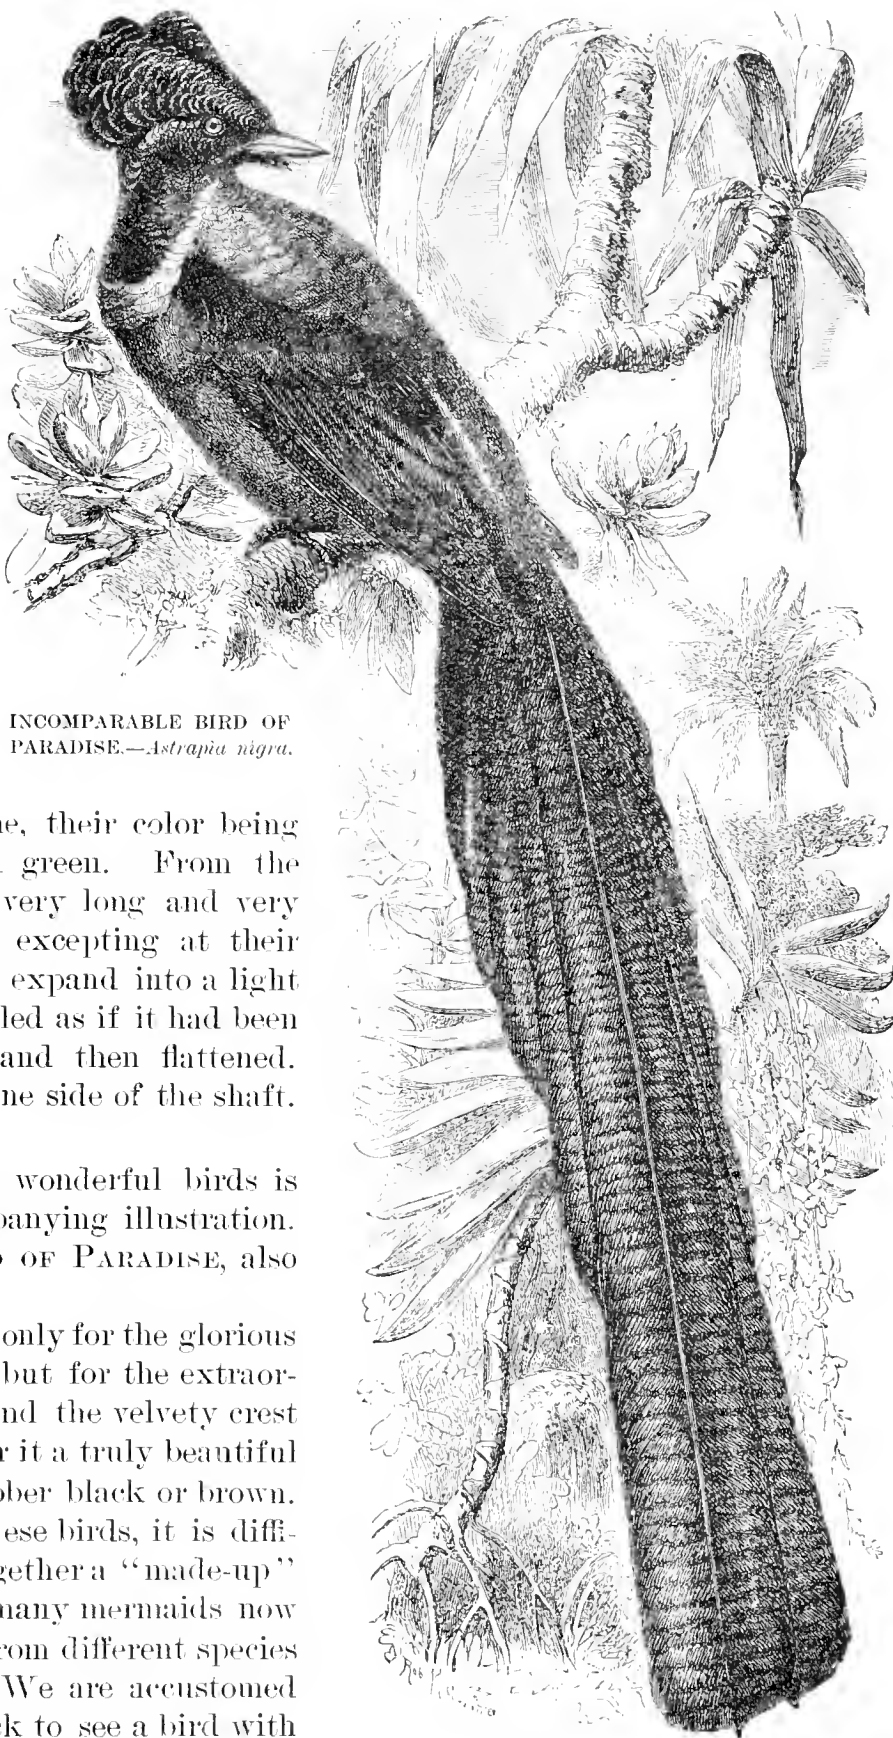 INCOMPARABLE BIRD OF
PARADISE.—Astrapia nigra.
ne, their color being
green. From the
very long and very
excepting at their
expand into a light
led as if it had been
and then flattened.
ne side of the shaft.
wonderful birds is
panying illustration.
OF PARADISE, also
only for the glorious
but for the extraor-
nd the velvety crest
r it a truly beautiful
ber black or brown.
ese birds, it is diffi-
gether a “made-up”
many mermaids now
rom different species
We are accustomed
ck to see a bird with